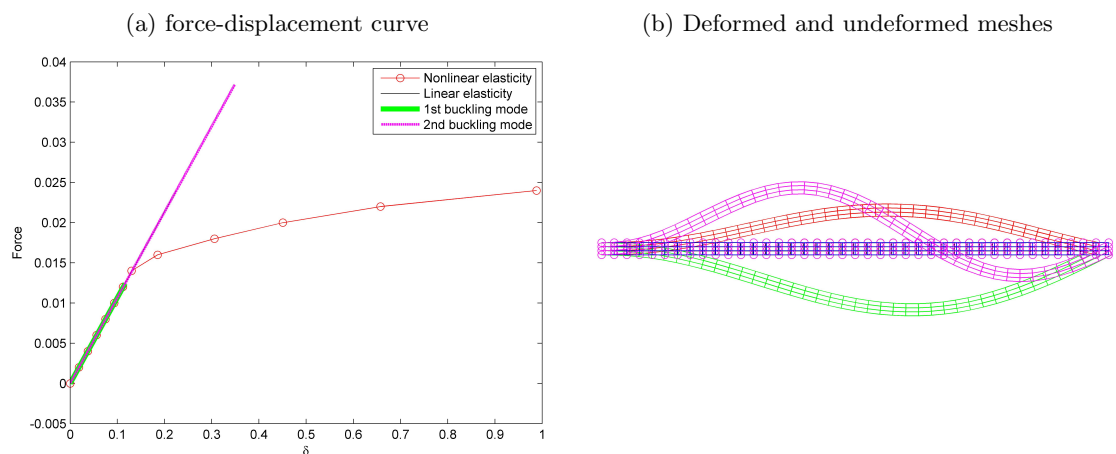 (a) force-displacement curve
(b) Deformed and undeformed meshes
0.04
0.035
0.03
0.025
0.02
0.015
0.01
0.005
0
-0.005
Force
Nonlinear elasticity
Linear elasticity
1st buckling mode
2nd buckling mode
0
0.1
0.2
0.3
0.4
0.5
0.6
0.7
0.8
0.9
1
δ